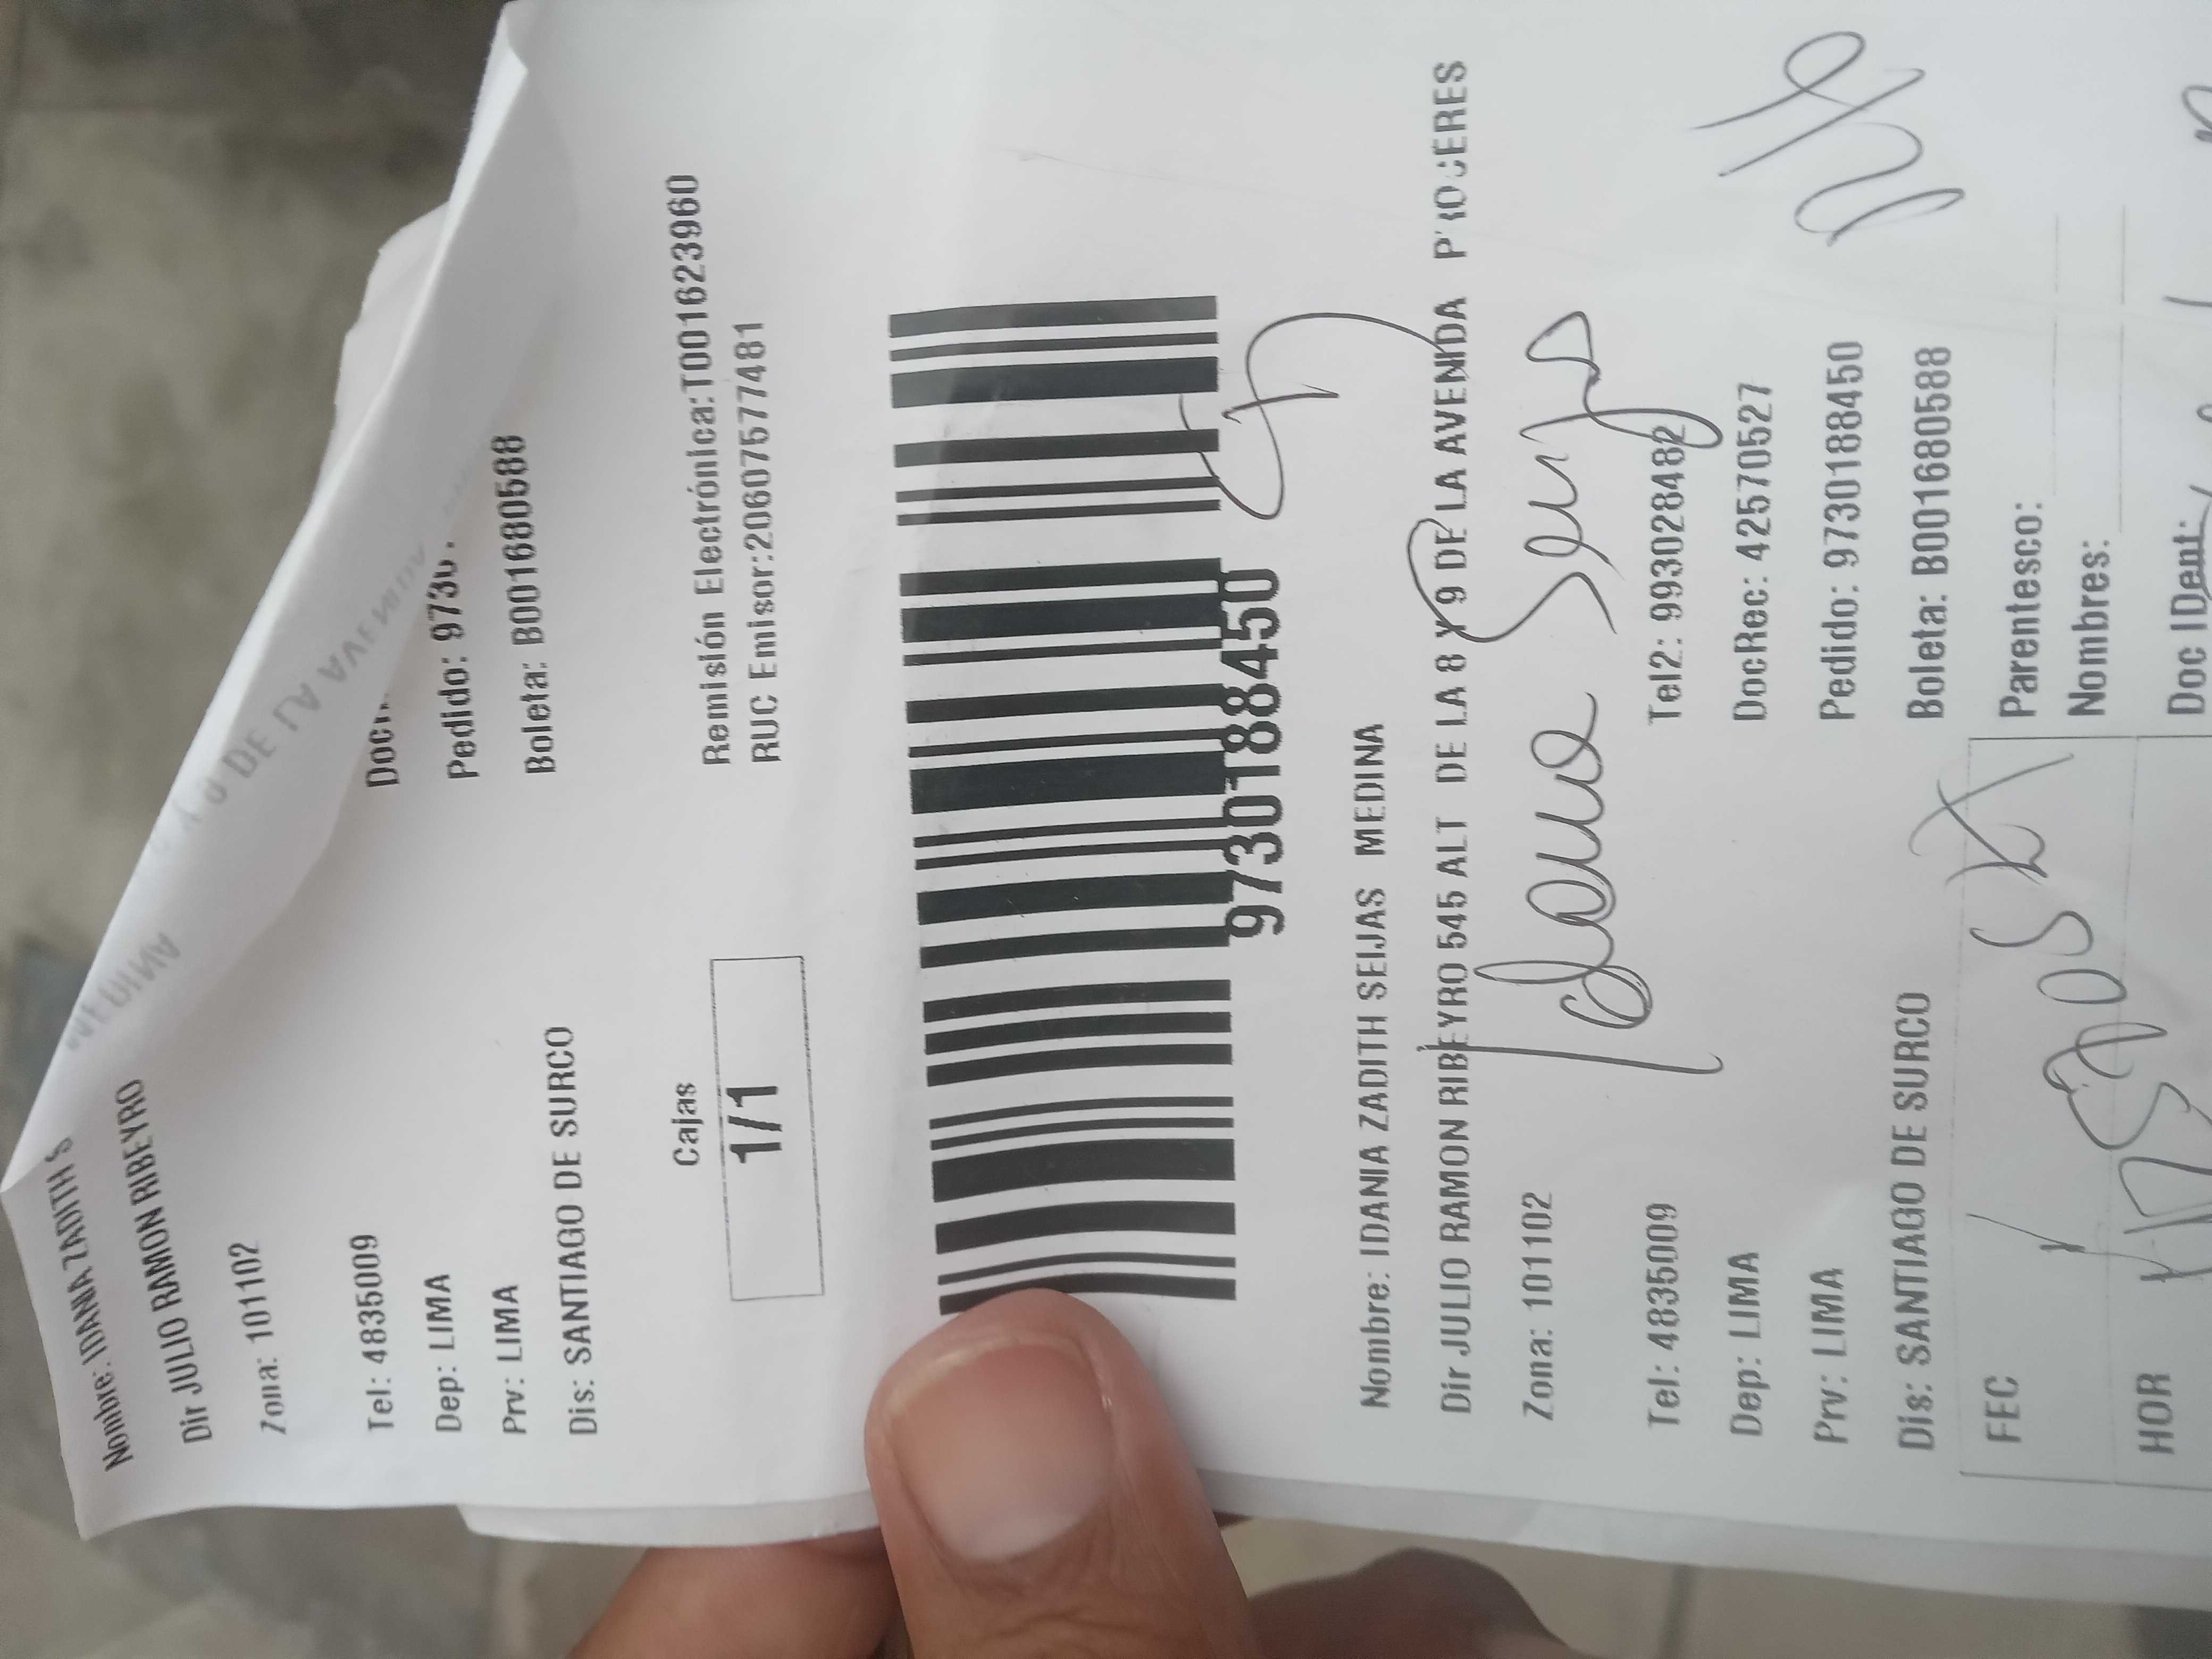 Nombre: IDANIA ZADITH S
Dir JULIO RAMON RIBEYRO
Zona: 101102
Tel: 4835009
Dep: LIMA
Pedido: 9730
Prv: LIMA
Boleta: B001680588
Dis: SANTIAGO DE SURCO
Cajas
1/1
Remisión Electrónica:T001623960
RUC Emisor:20607577481
9730188450
Nombre: IDANIA ZADITH SEIJAS MEDINA
Dir JULIO RAMON RIBEYRO 545 ALT DE LA 8 Y 9 DE LA AVENIDA PROCERES
Zona: 101102
Tel: 4835009
Tel2: 993028482
Dep: LIMA
DocRec: 42570527
Prv: LIMA
Pedido: 9730188450
Dis: SANTIAGO DE SURCO
Boleta: B001680588
FEC
Parentesco:
Nombres:
HOR
Doc IDent: